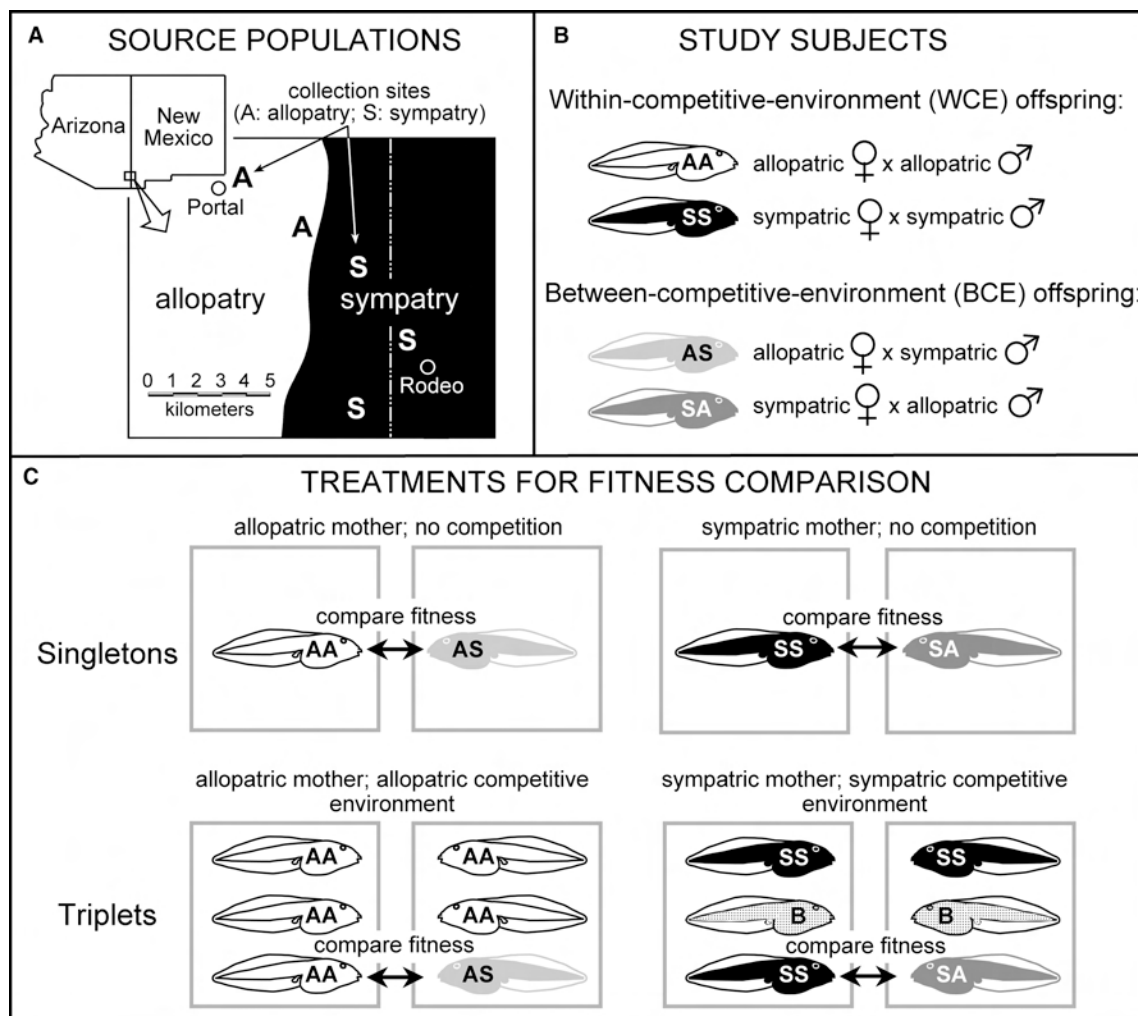 A SOURCE POPULATIONS
collection sites
(A: allopatry; S: sympatry)
Arizona
New
Mexico
A
Portal
A
S
allopatry
sympatry
S
Rodeo
0 1 2 3 4 5
kilometers
S
B STUDY SUBJECTS
Within-competitive-environment (WCE) offspring:
AA allopatric ♀ x allopatric ♂
SS sympatric ♀ x sympatric ♂
Between-competitive-environment (BCE) offspring:
AS allopatric ♀ x sympatric ♂
SA sympatric ♀ x allopatric ♂
C TREATMENTS FOR FITNESS COMPARISON
allopatric mother; no competition
sympatric mother; no competition
Singletons
compare fitness
AA AS
compare fitness
SS SA
allopatric mother; allopatric competitive
environment
sympatric mother; sympatric competitive
environment
Triplets
AA AA
AA AA
compare fitness
AA AS
SS SS
B B
compare fitness
SS SA